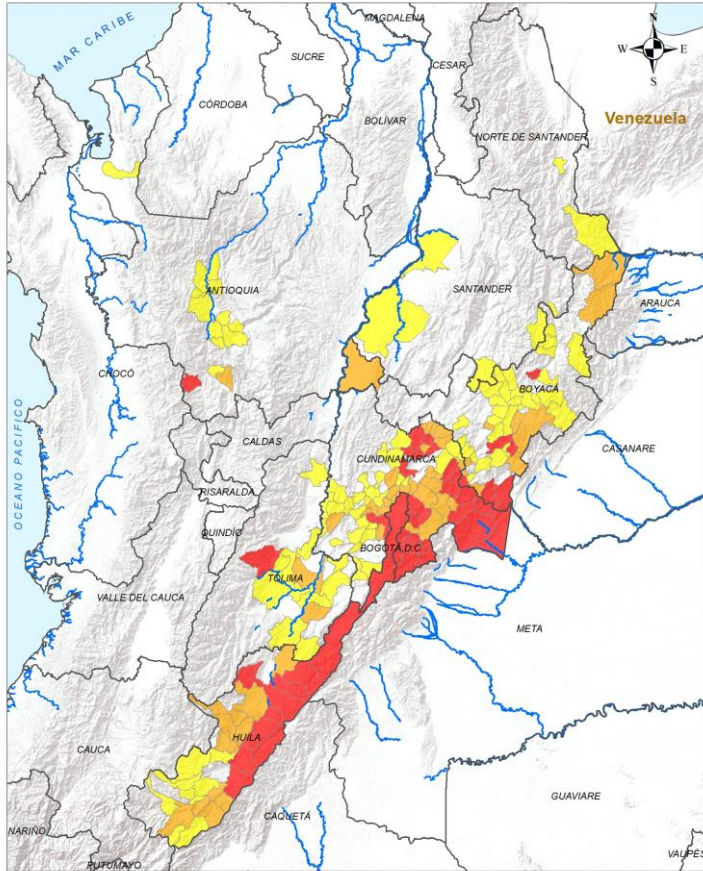 MAGDALENA
MAR CARIBE
N
W E
S
SUCRE
CESAR
CÓRDOBA
BOLÍVAR
Venezuela
NORTE DE SANTANDER
ANTIOQUIA
SANTANDER
ARAUCA
CHOCÓ
BOYACÁ
OCEANO PACIFICO
CALDAS
CUNDINAMARCA
CASANARE
RISARALDA
QUINDÍO
BOGOTÁ,D.C
TOLIMA
VALLE DEL CAUCA
META
HUILA
CAUCA
GUAVIARE
CAQUETÁ
NARIÑO
PUTUMAYO
VAUPÉS